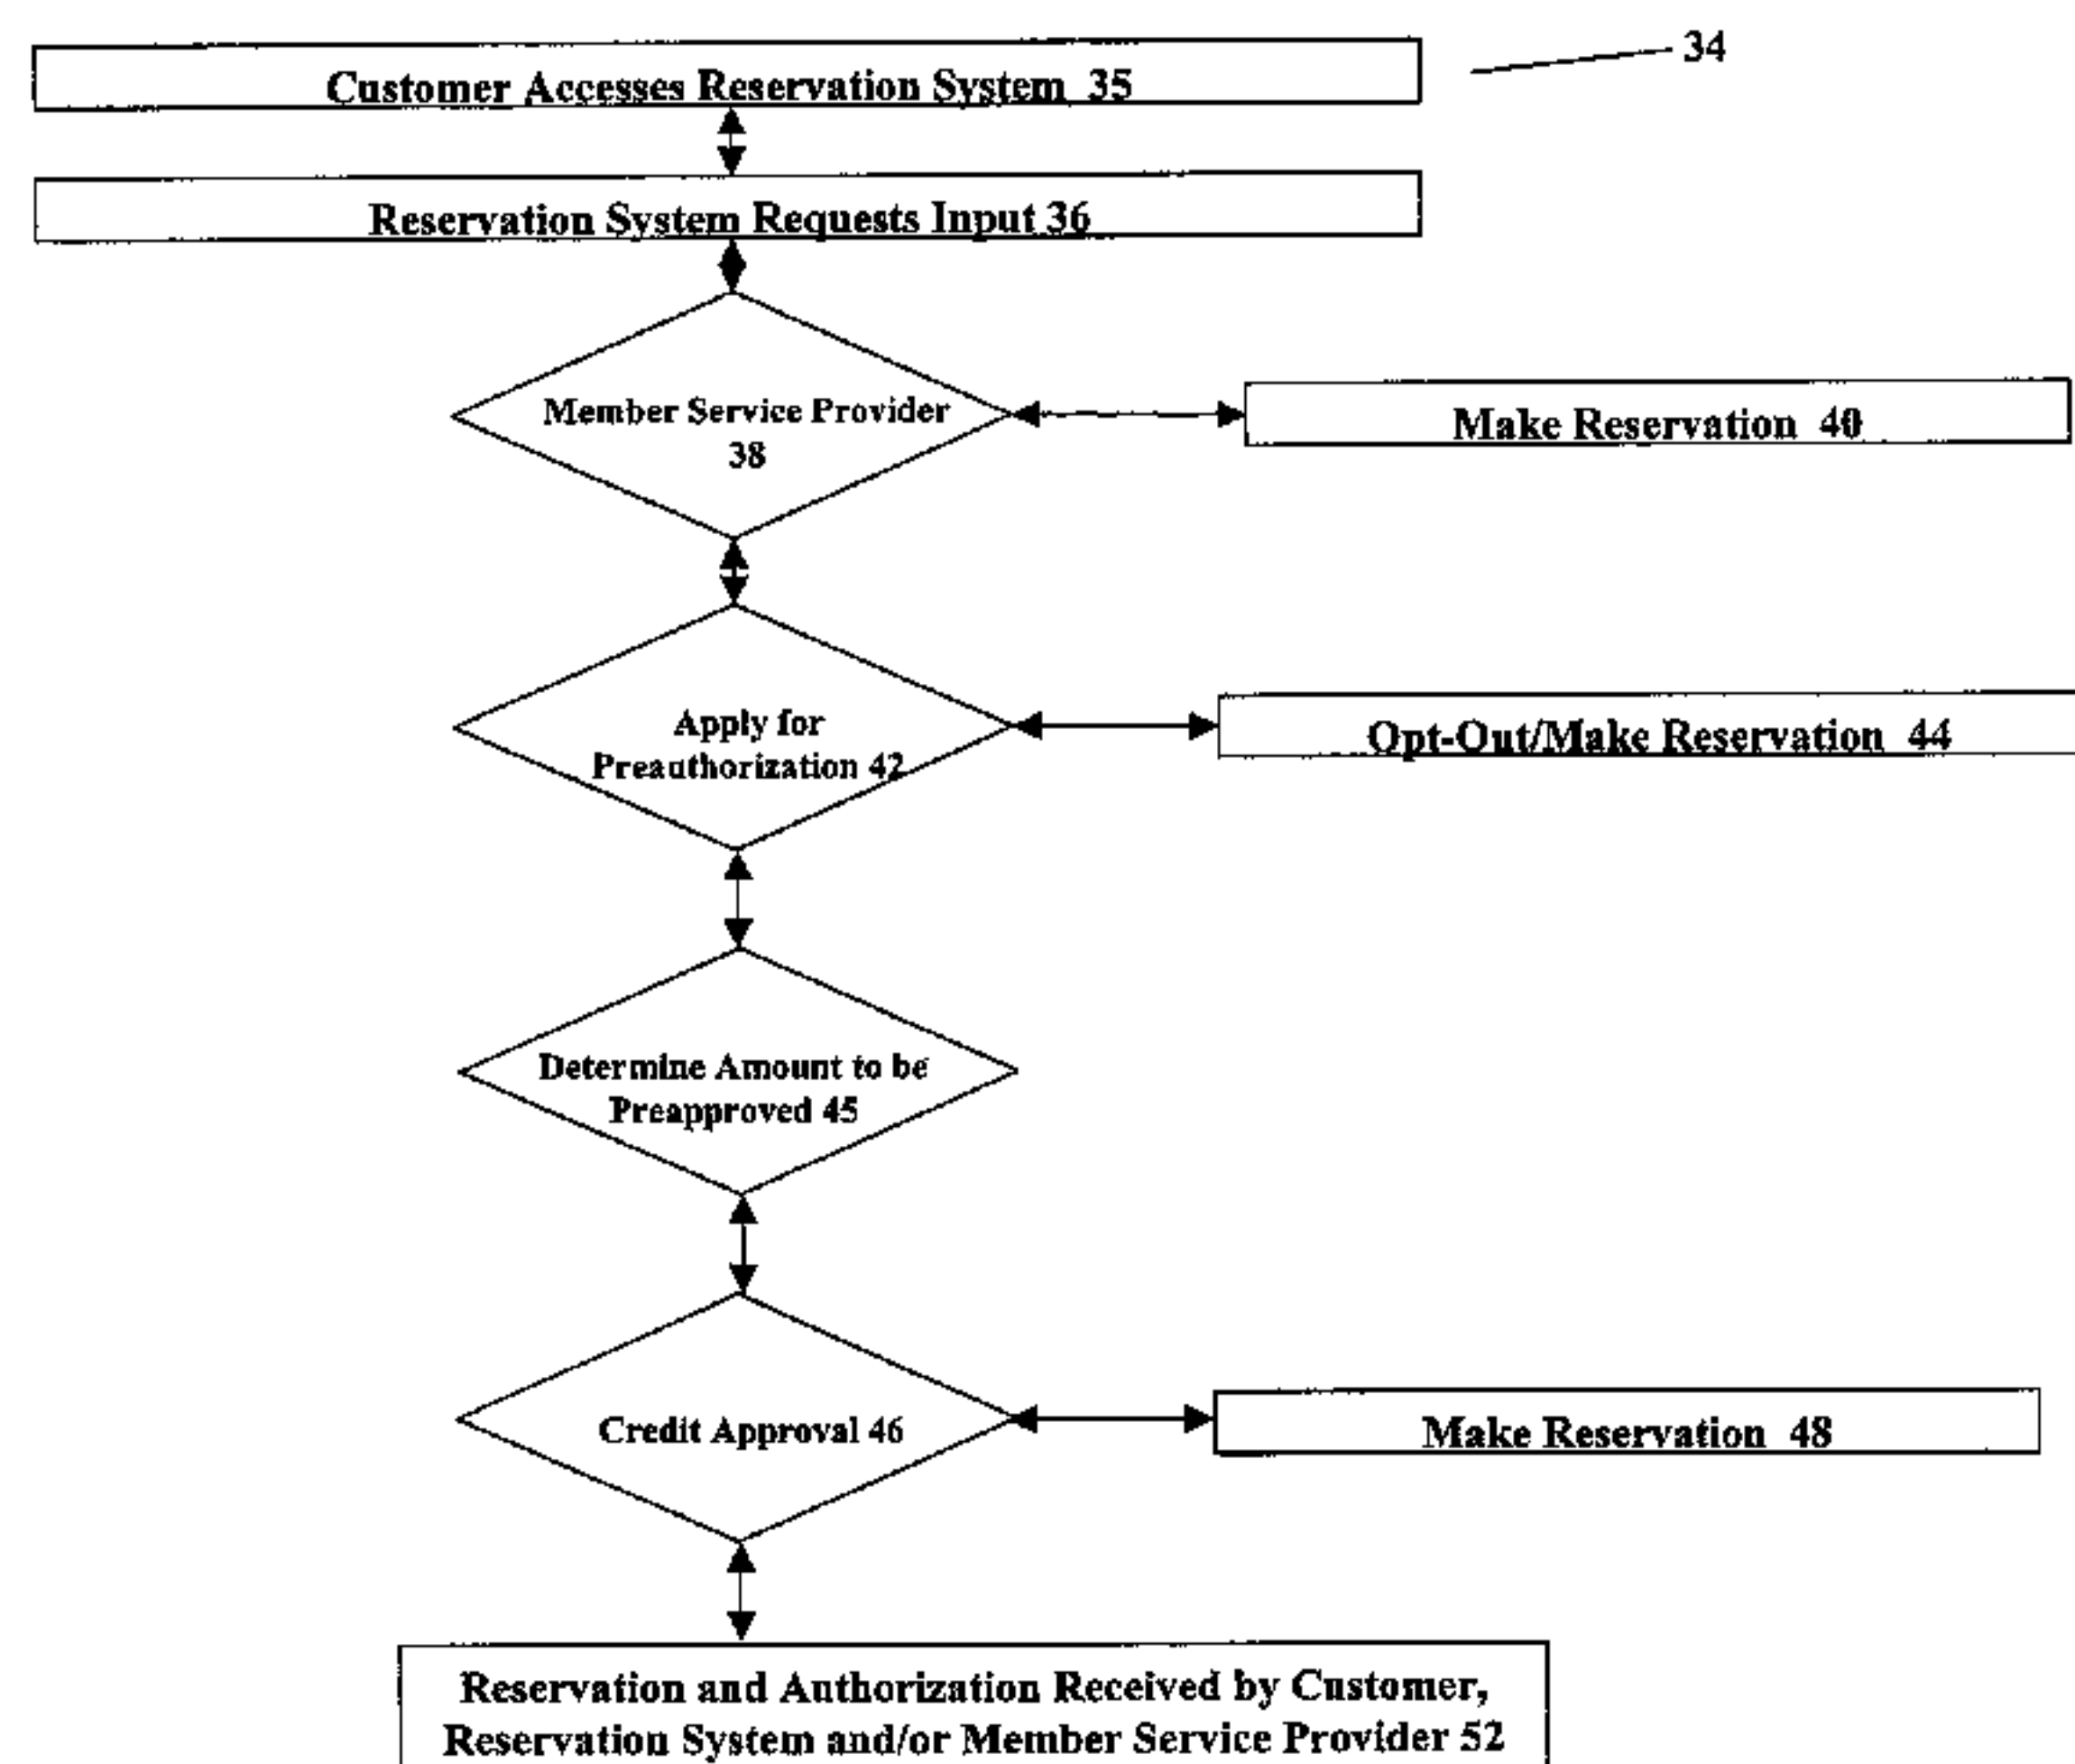 34
Customer Accesses Reservation System 35
Reservation System Requests Input 36
Member Service Provider
38
Make Reservation 40
Apply for
Preauthorization 42
Opt-Out/Make Reservation 44
Determine Amount to be
Preapproved 45
Credit Approval 46
Make Reservation 48
Reservation and Authorization Received by Customer,
Reservation System and/or Member Service Provider 52